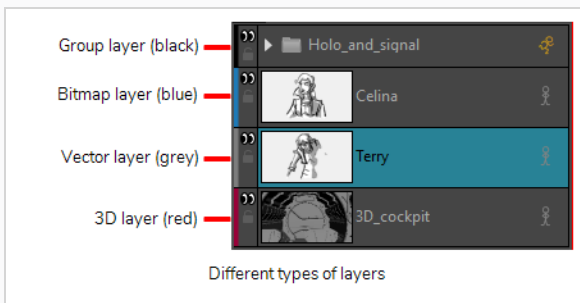 Group layer (black)
Holo_and_signal
Bitmap layer (blue)
Celina
Vector layer (grey)
Terry
3D layer (red)
3D_cockpit
Different types of layers